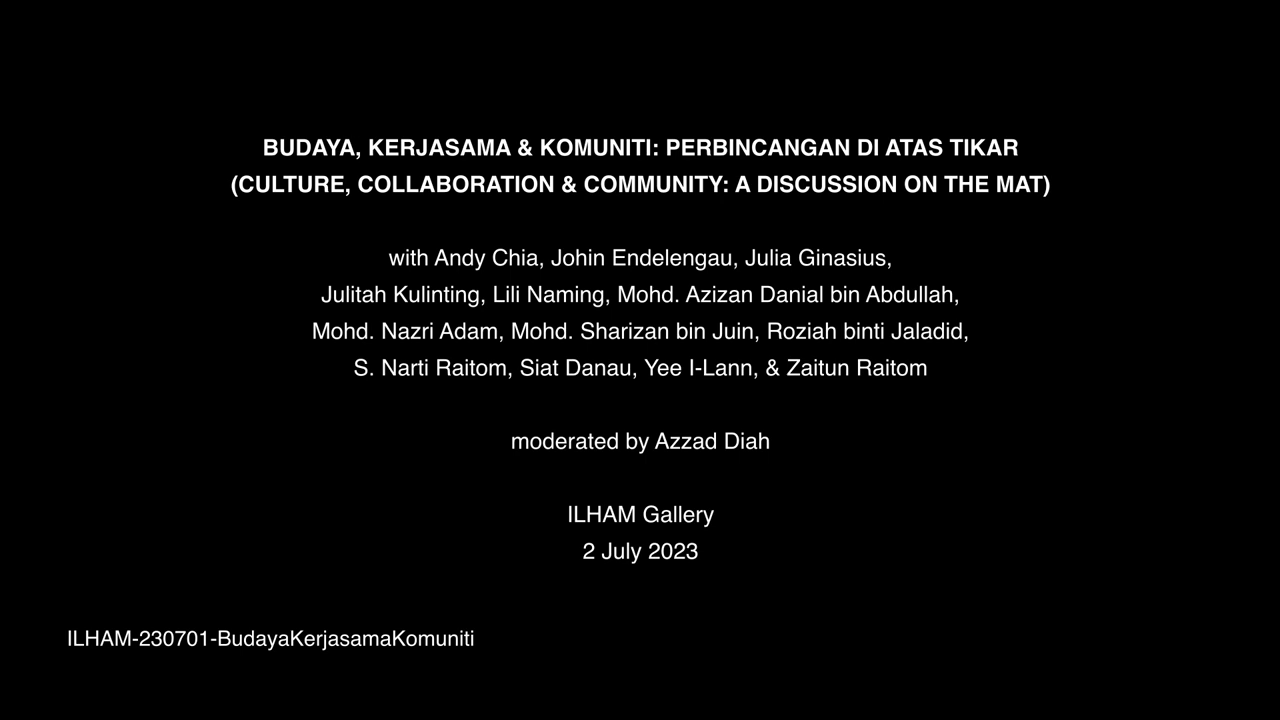 BUDAYA, KERJASAMA & KOMUNITI: PERBINCANGAN DI ATAS TIKAR
(CULTURE, COLLABORATION & COMMUNITY: A DISCUSSION ON THE MAT)
with Andy Chia, Johin Endelengau, Julia Ginasius,
Julitah Kulinting, Lili Naming, Mohd. Azizan Danial bin Abdullah,
Mohd. Nazri Adam, Mohd. Sharizan bin Juin, Roziah binti Jaladid,
S. Narti Raitom, Siat Danau, Yee I-Lann, & Zaitun Raitom
moderated by Azzad Diah
ILHAM Gallery
2 July 2023
ILHAM-230701-BudayaKerjasamaKomuniti